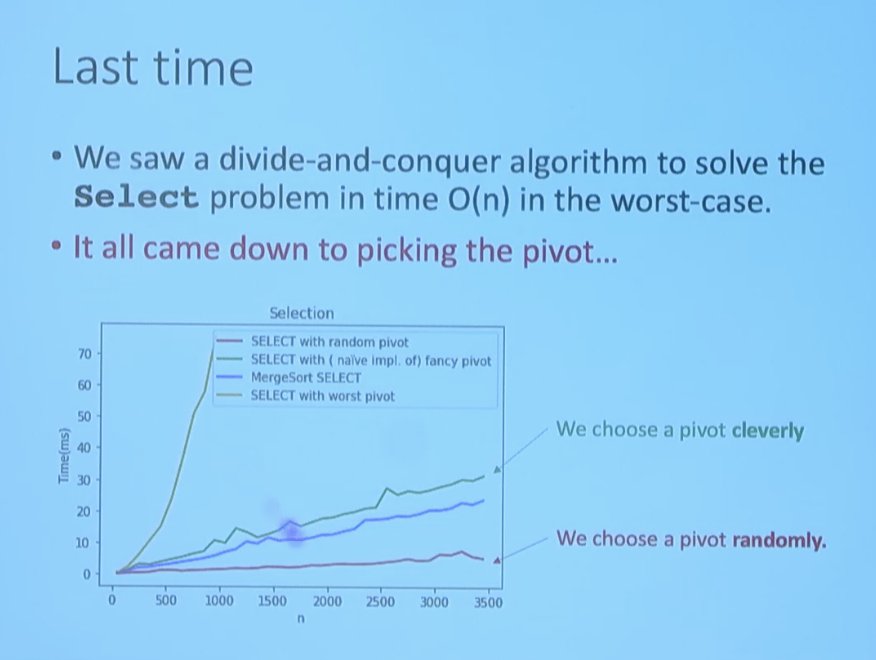 Last time
• We saw a divide-and-conquer algorithm to solve the
Select problem in time O(n) in the worst-case.
• It all came down to picking the pivot...
Selection
SELECT with random pivot
SELECT with ( naïve impl. of) fancy pivot
MergeSort SELECT
SELECT with worst pivot
Time(ms)
70
60
50
40
30
20
10
0
0 500 1000 1500 2000 2500 3000 3500
n
We choose a pivot cleverly
We choose a pivot randomly.